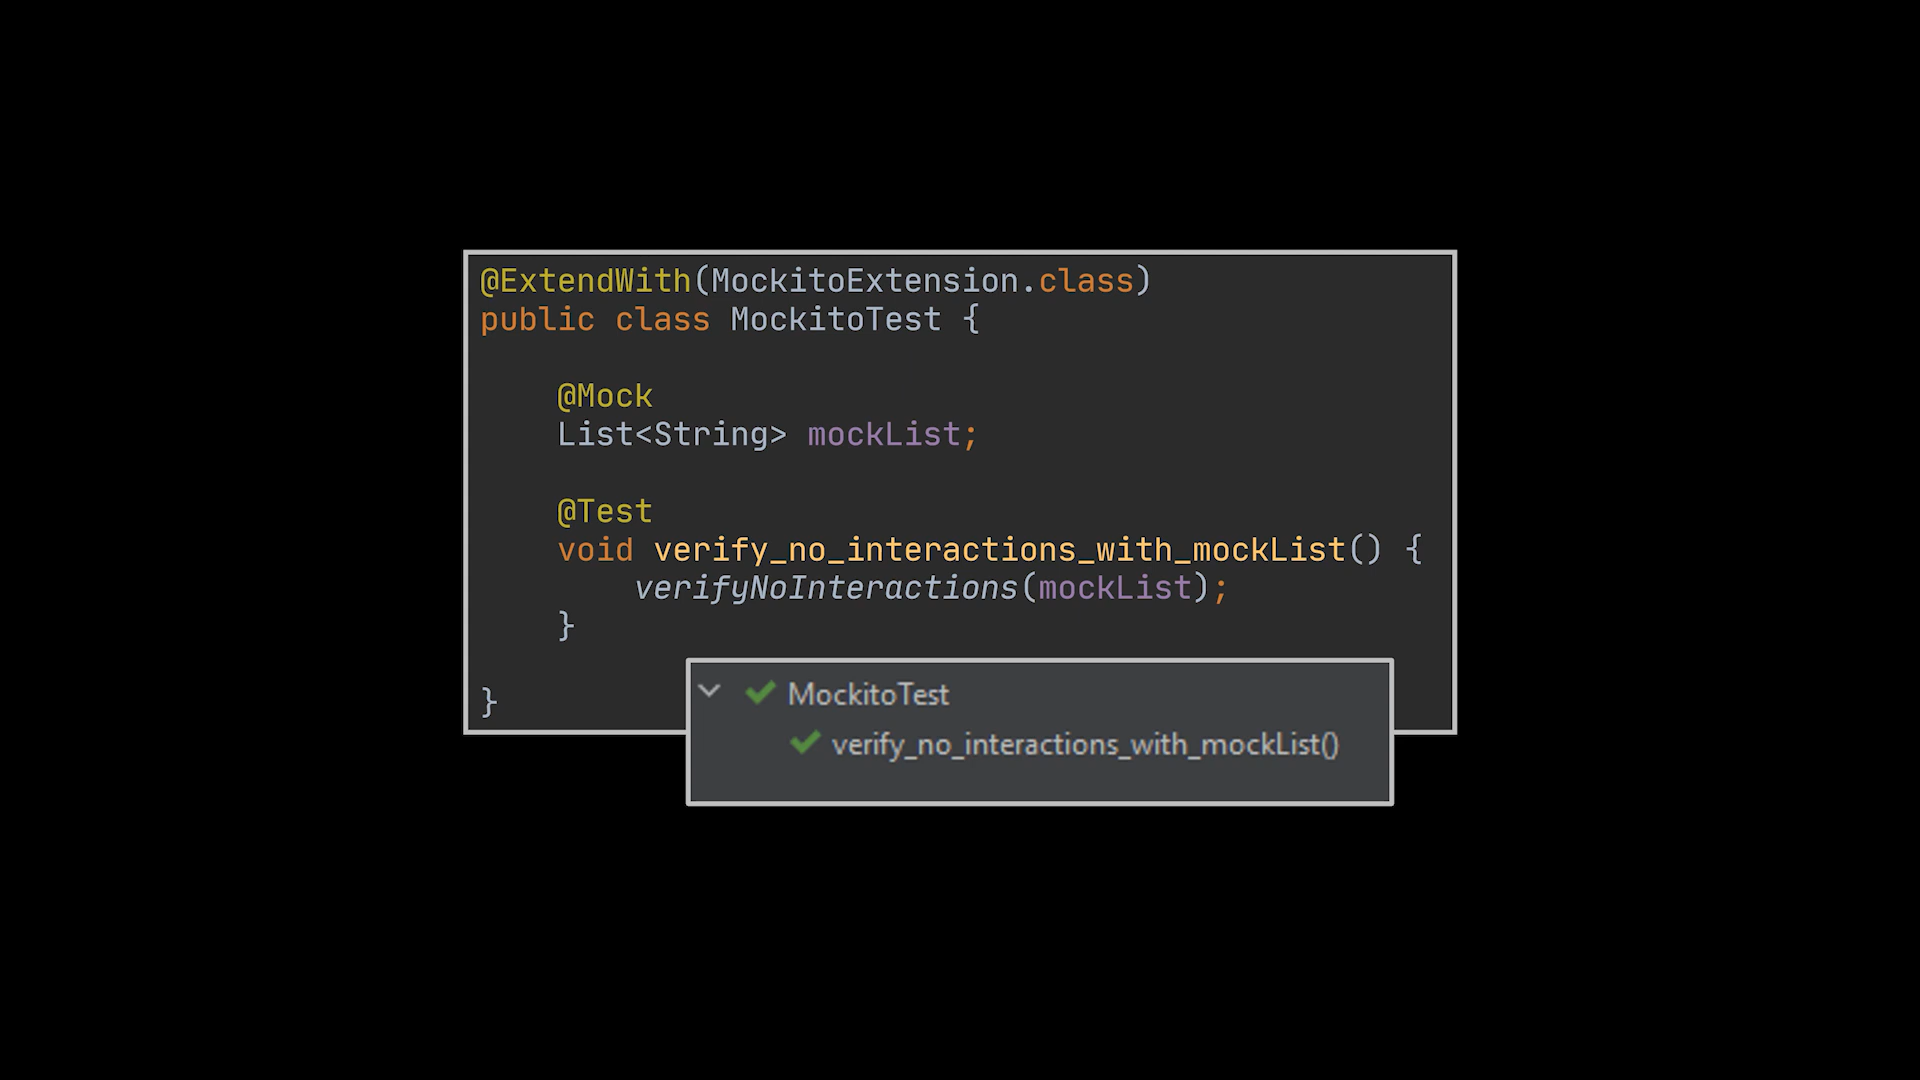 @ExtendWith(MockitoExtension.class)
public class MockitoTest {
@Mock
List<String> mockList;
@Test
void verify_no_interactions_with_mockList() {
verifyNoInteractions(mockList);
}
}
MockitoTest
verify_no_interactions_with_mockList()